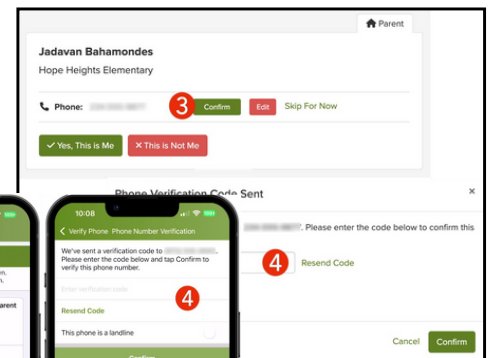 Parent
Jadavan Bahamondes
Hope Heights Elementary
Phone:
3
Confirm
Edit
Skip For Now
Yes, This is Me
This is Not Me
Phone Verification Code Sent
Please enter the code below to confirm this
4
Resend Code
Cancel
Confirm
arent
10:08
Verify Phone Phone Number Verification
We've sent a verification code to
Please enter the code below and tap Confirm to
verify this phone number.
Enter verification code
4
Resend Code
This phone is a landline
Confirm